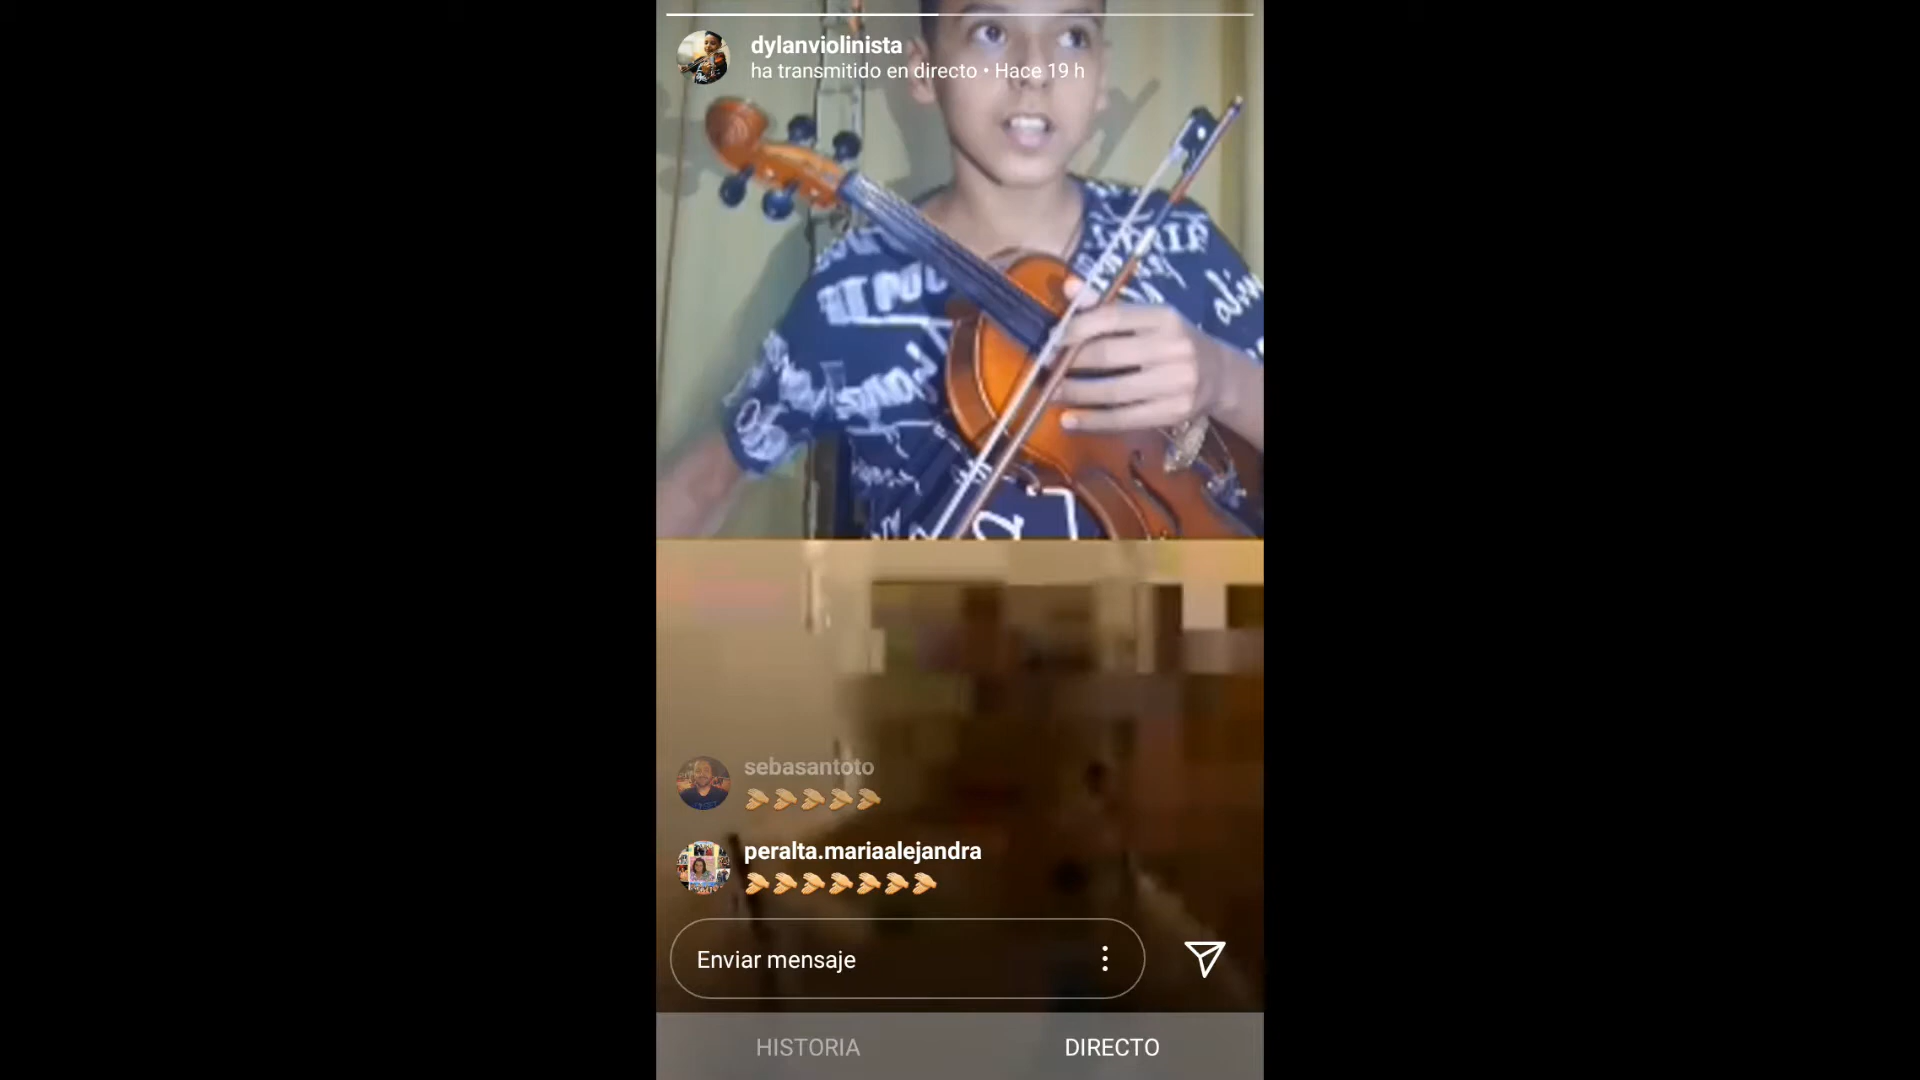 dylanviolinista
ha transmitido en directo • Hace 19 h
sebasantoto
peralta.mariaalejandra
Enviar mensaje
HISTORIA
DIRECTO